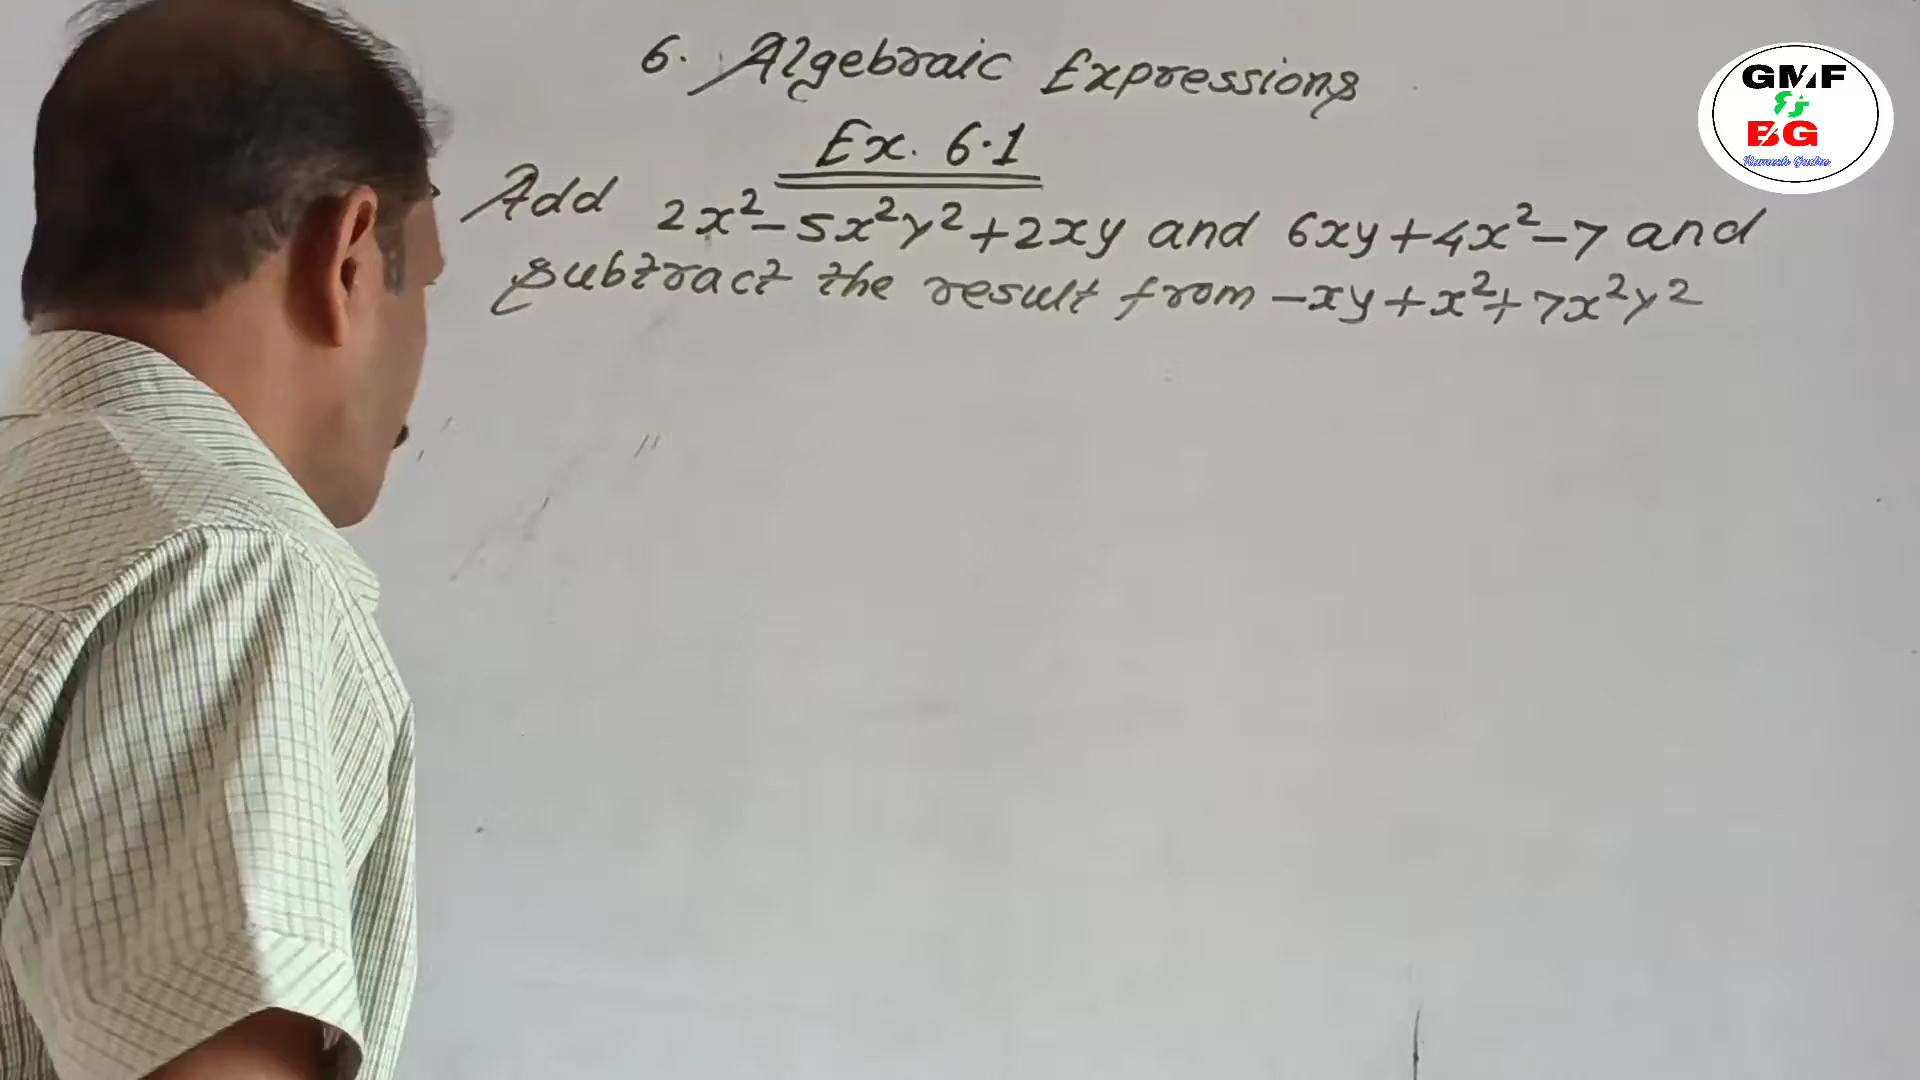 6. Algebraic Expressions
Ex. 6.1
Add 2x²-5x²y²+2xy and 6xy+4x²-7 and
subtract the result from -xy+x²+7x²y²
GMF
BG